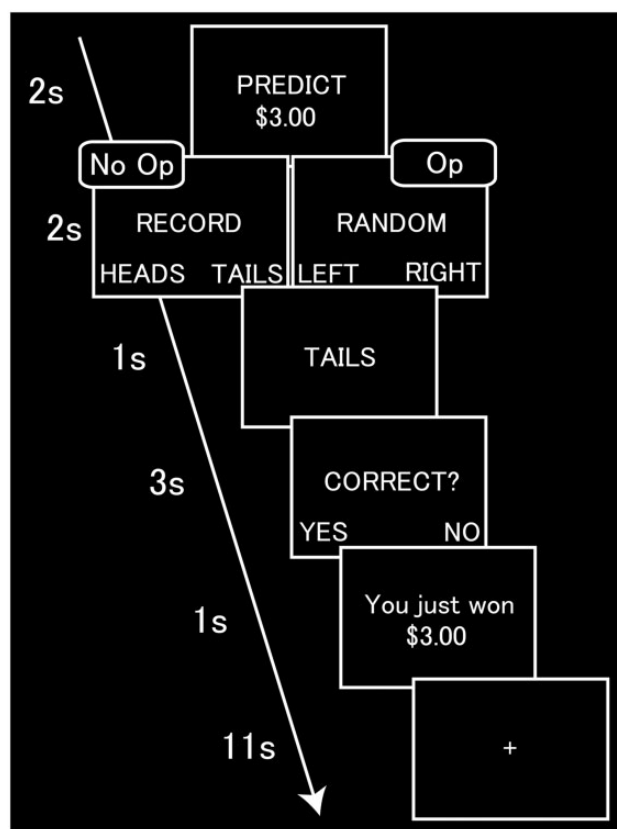 2s
PREDICT
$3.00
No Op
Op
2s
RECORD
HEADS TAILS
RANDOM
LEFT RIGHT
1s
TAILS
3s
CORRECT?
YES NO
1s
You just won
$3.00
11s
+